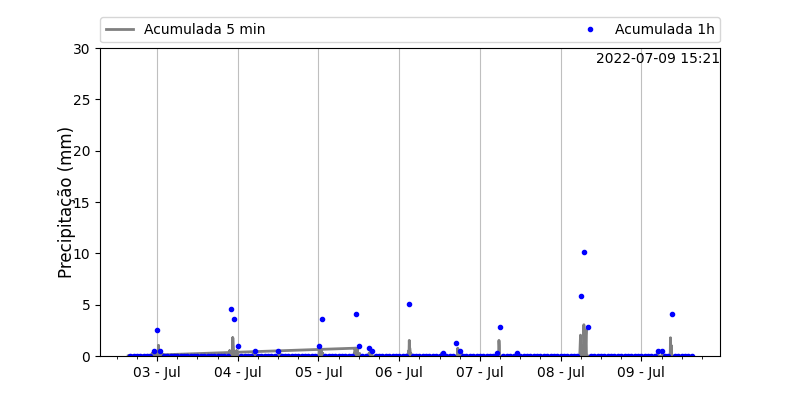 Acumulada 5 min
Acumulada 1h
2022-07-09 15:21
Precipitação (mm)
30
25
20
15
10
5
0
03 - Jul
04 - Jul
05 - Jul
06 - Jul
07 - Jul
08 - Jul
09 - Jul